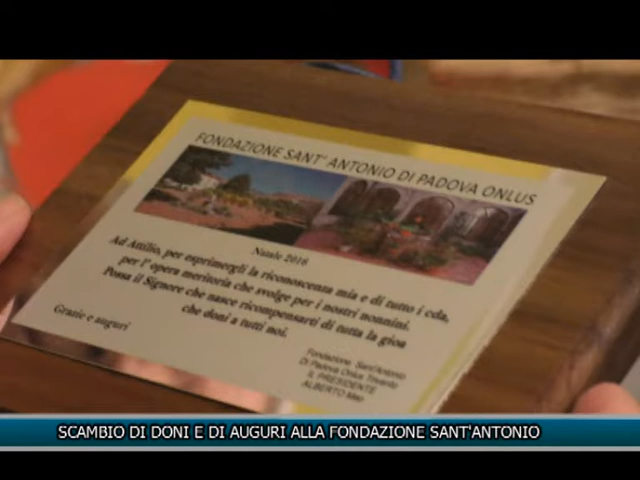 FONDAZIONE SANT' ANTONIO DI PADOVA ONLUS
Natale 2016
Ad Attilio, per esprimergli la riconoscenza mia e di tutto i cda,
per l' opera meritoria che svolge per i nostri nonnini.
Possa il Signore che nasce ricompensarti di tutta la gioa
che doni a tutti noi.
Grazie e auguri
Fondazione Sant'Antonio
Di Padova Onlus Trivento
IL PRESIDENTE
ALBERTO
SCAMBIO DI DONI E DI AUGURI ALLA FONDAZIONE SANT'ANTONIO